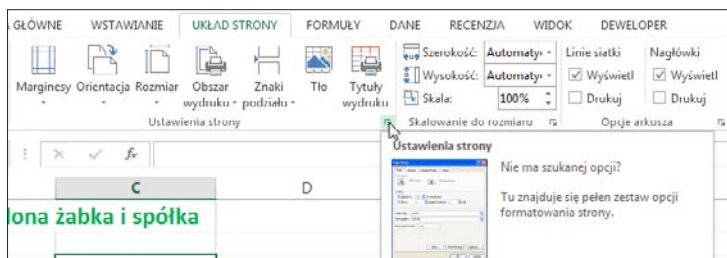 GŁÓWNE WSTAWIANIE UKŁAD STRONY FORMUŁY DANE RECENZJA WIDOK DEWELOPER
Marginesy Orientacja Rozmiar Obszar wydruku Znaki podziału Tło Tytuły wydruku
Szerokość: Automaty
Wysokość: Automaty
Skala: 100%
Linie siatki Nagłówki
Wyświetl Wyświetl
Drukuj Drukuj
Ustawienia strony Skalowanie do rozmiaru Opcje arkusza
fx
Ustawienia strony
Nie ma szukanej opcji?
Tu znajduje się pełen zestaw opcji
formatowania strony.
C D
lona żabka i spółka